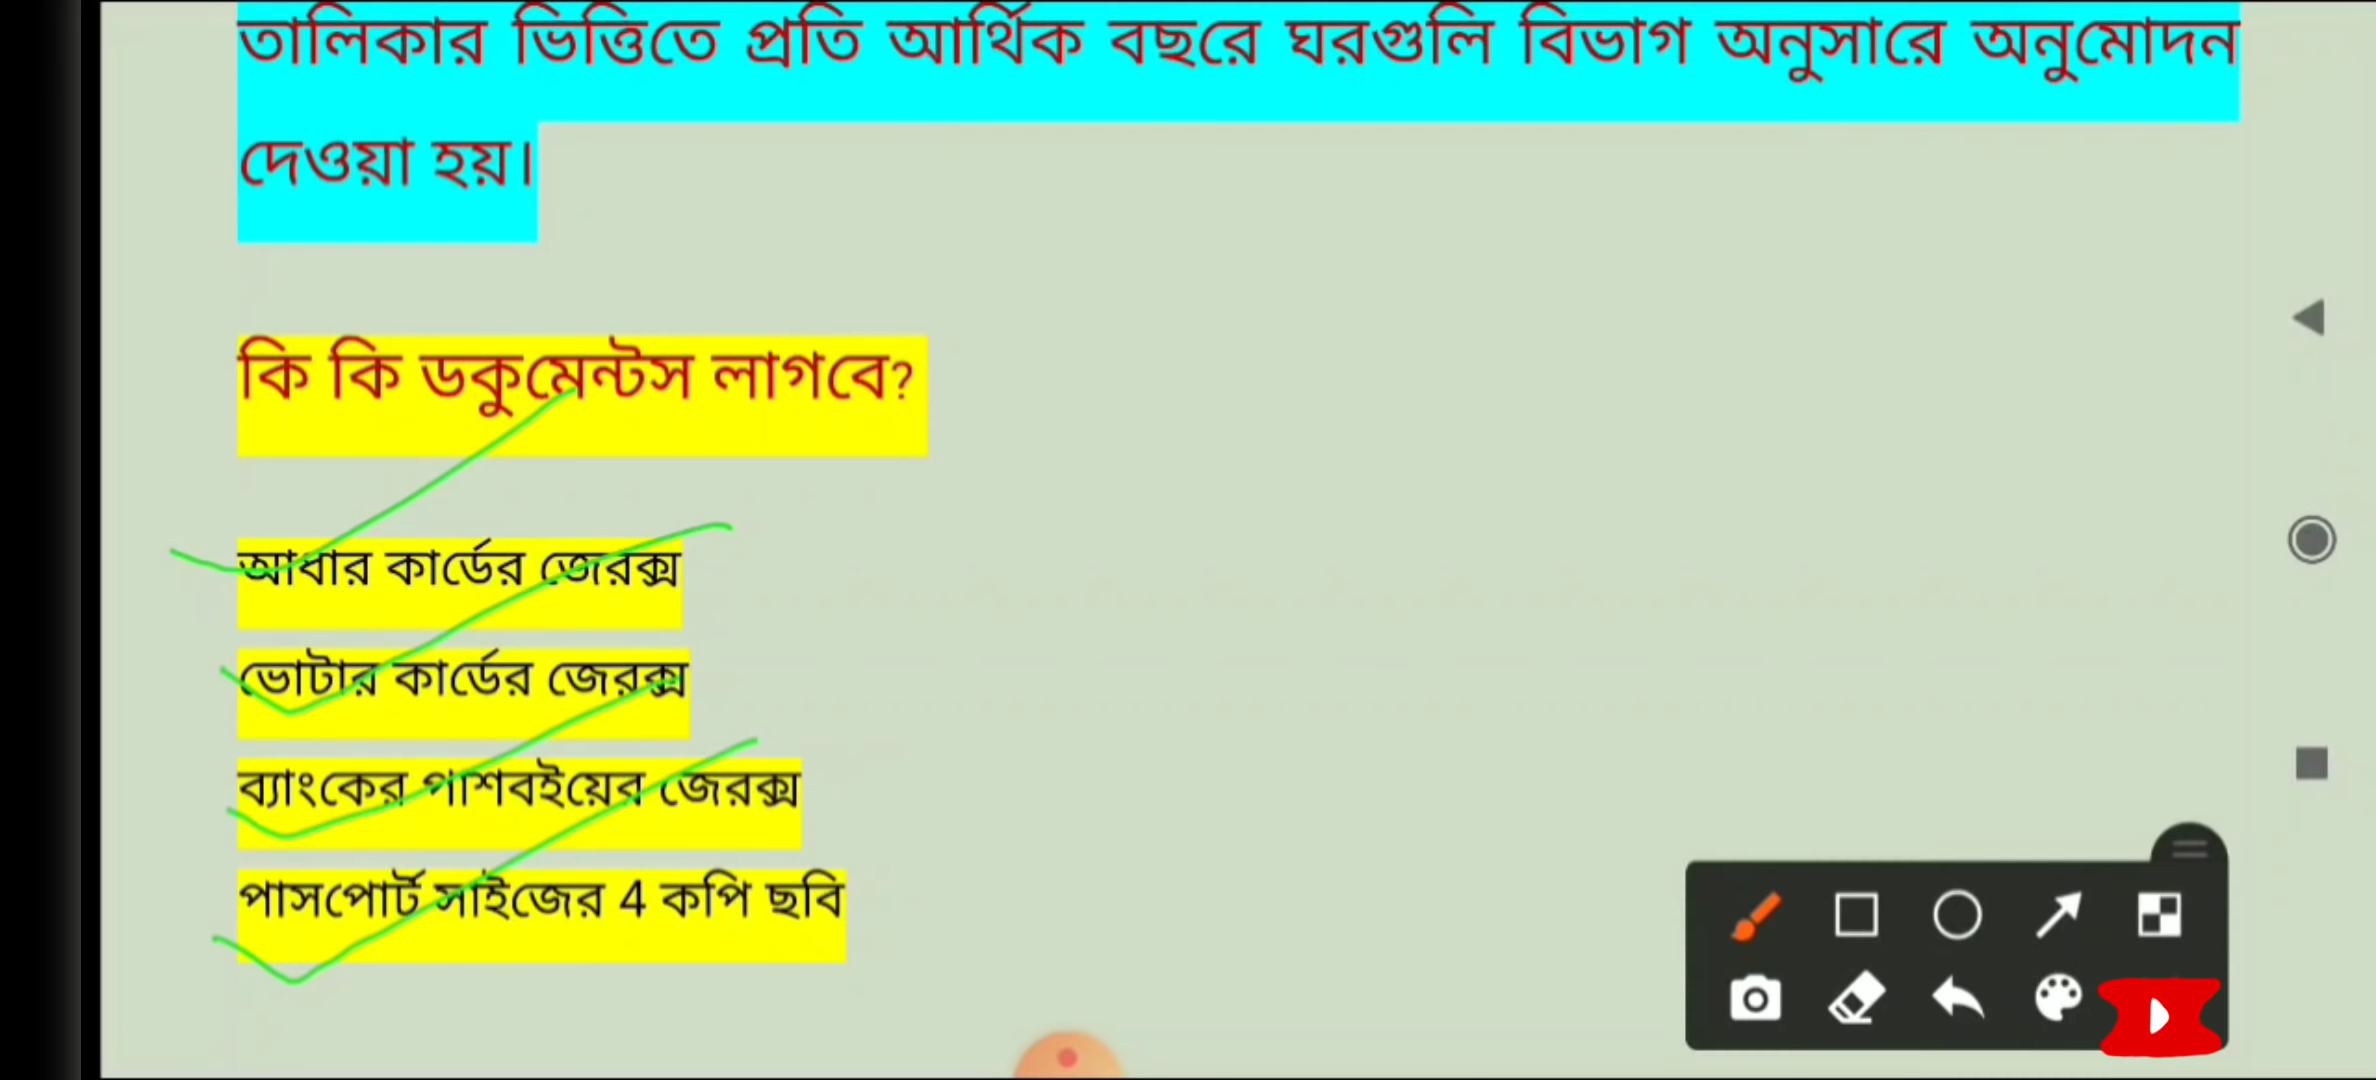 তালিকার ভিত্তিতে প্রতি আর্থিক বছরে ঘরগুলি বিভাগ অনুসারে অনুমোদন
দেওয়া হয়।
কি কি ডকুমেন্টস লাগবে?
আধার কার্ডের জেরক্স
ভোটার কার্ডের জেরক্স
ব্যাংকের পাশবইয়ের জেরক্স
পাসপোর্ট সাইজের 4 কপি ছবি